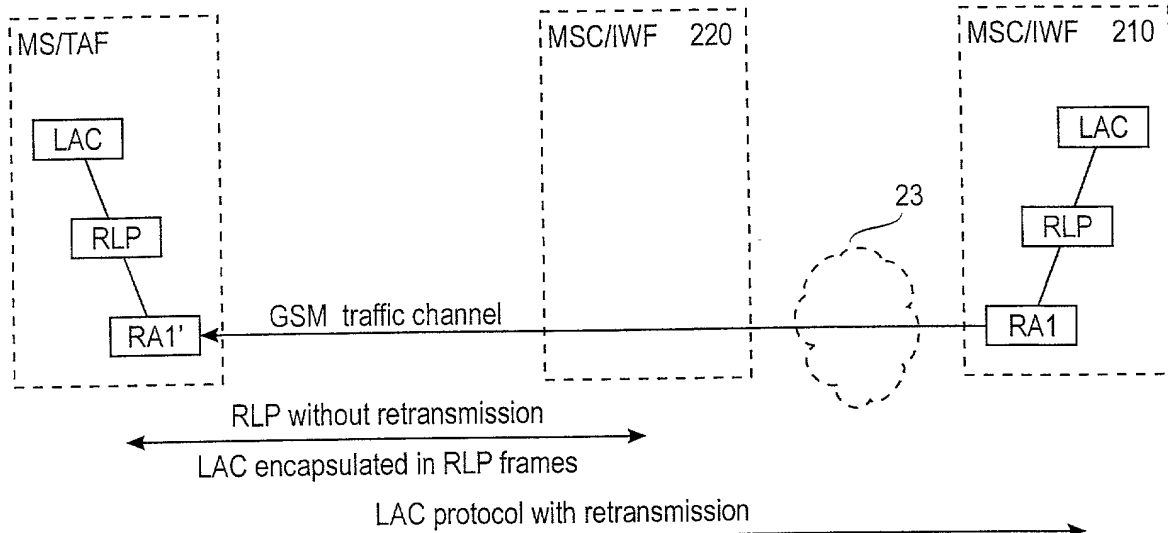 MS/TAF
MSC/IWF 220
MSC/IWF 210
LAC
LAC
RLP
RLP
23
GSM traffic channel
RA1'
RA1
RLP without retransmission
LAC encapsulated in RLP frames
LAC protocol with retransmission